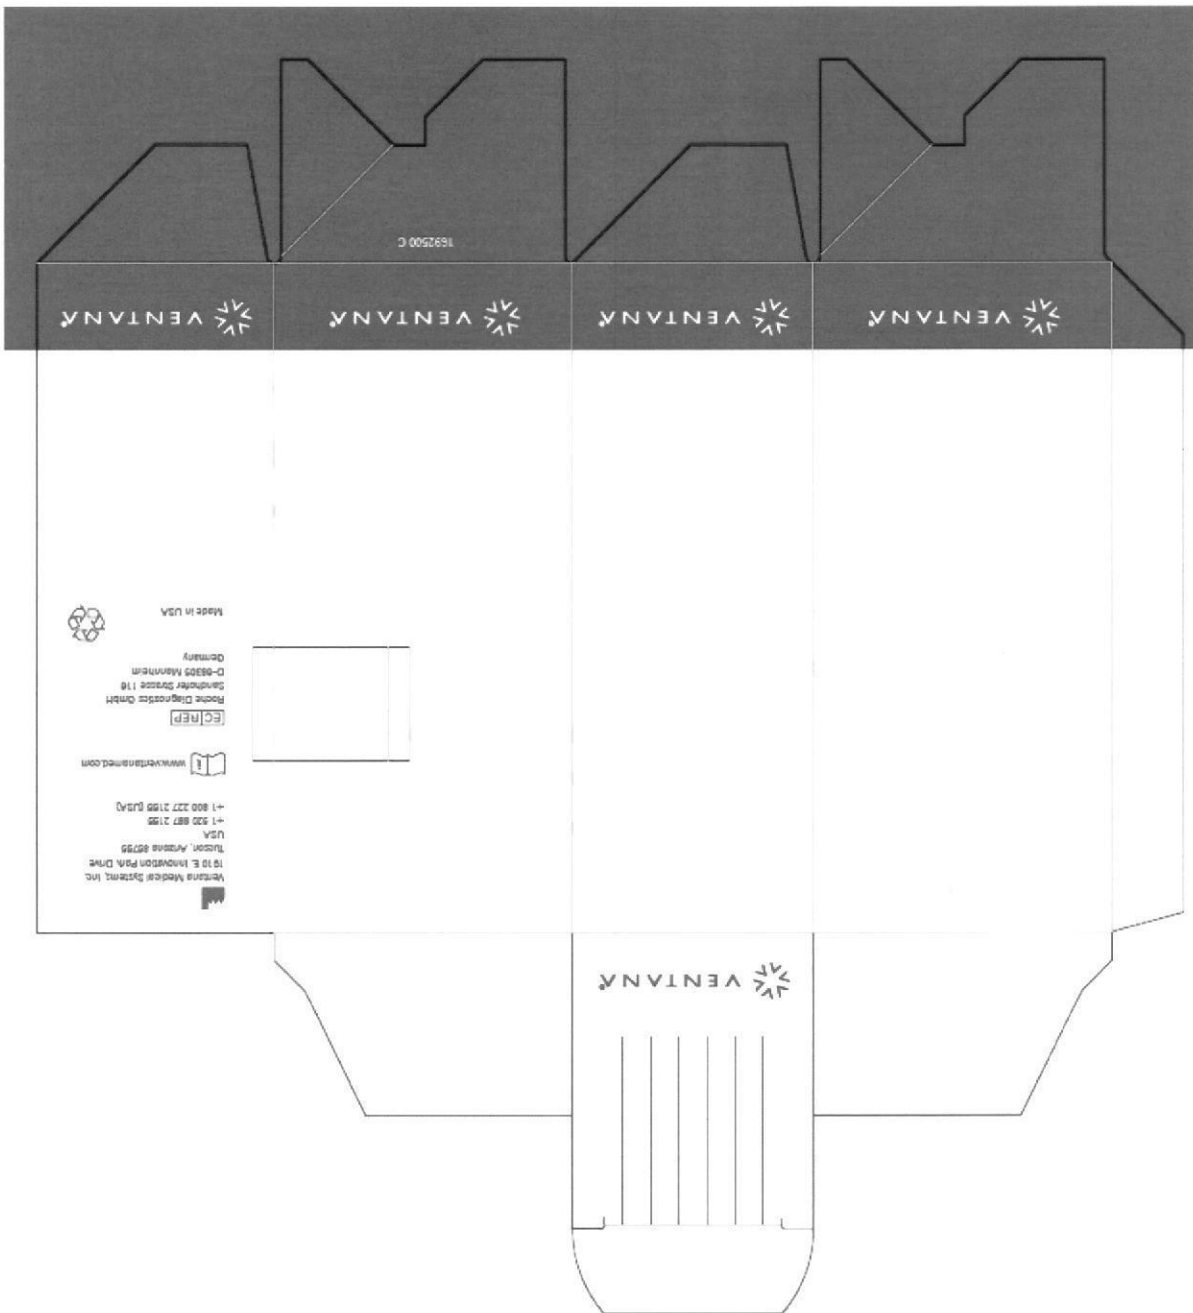 VENTANA®
Ventana Medical Systems, Inc.
1910 E. Innovation Park Drive
Tucson, Arizona 85755
USA
+1 520 887 2155
+1 800 227 2155 (USA)
www.ventanamed.com
EC REP
Roche Diagnostics GmbH
Sandhofer Strasse 116
D-68305 Mannheim
Germany
Made in USA
VENTANA®
VENTANA®
VENTANA®
VENTANA®
1692500 C